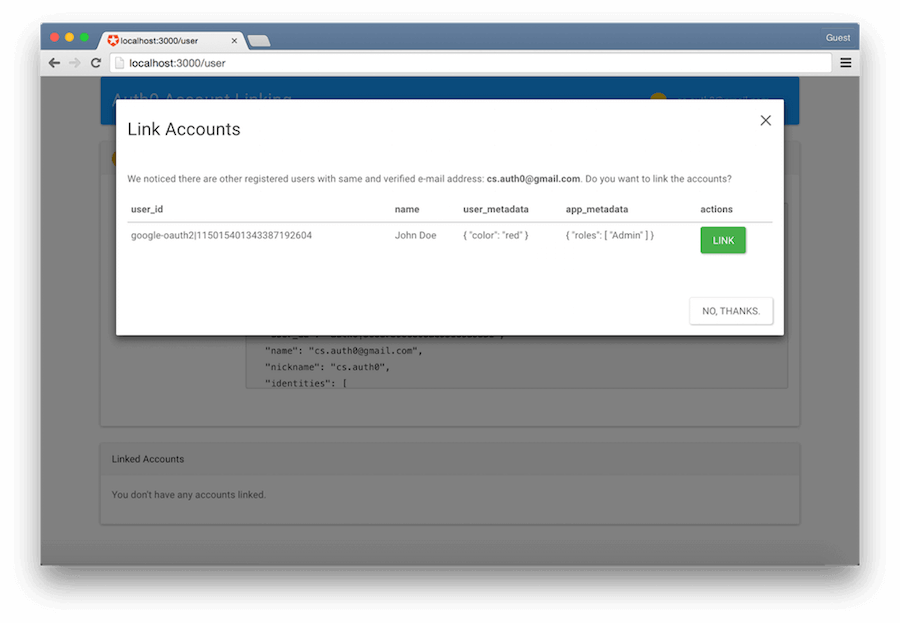 localhost:3000/user
Guest
localhost:3000/user
Auth0 Account Linking
Link Accounts
We noticed there are other registered users with same and verified e-mail address: cs.auth0@gmail.com. Do you want to link the accounts?
user_id name user_metadata app_metadata actions
google-oauth2|115015401343387192604 John Doe { "color": "red" } { "roles": [ "Admin" ] } LINK
NO, THANKS.
"name": "cs.auth0@gmail.com",
"nickname": "cs.auth0",
"identities": [
Linked Accounts
You don't have any accounts linked.